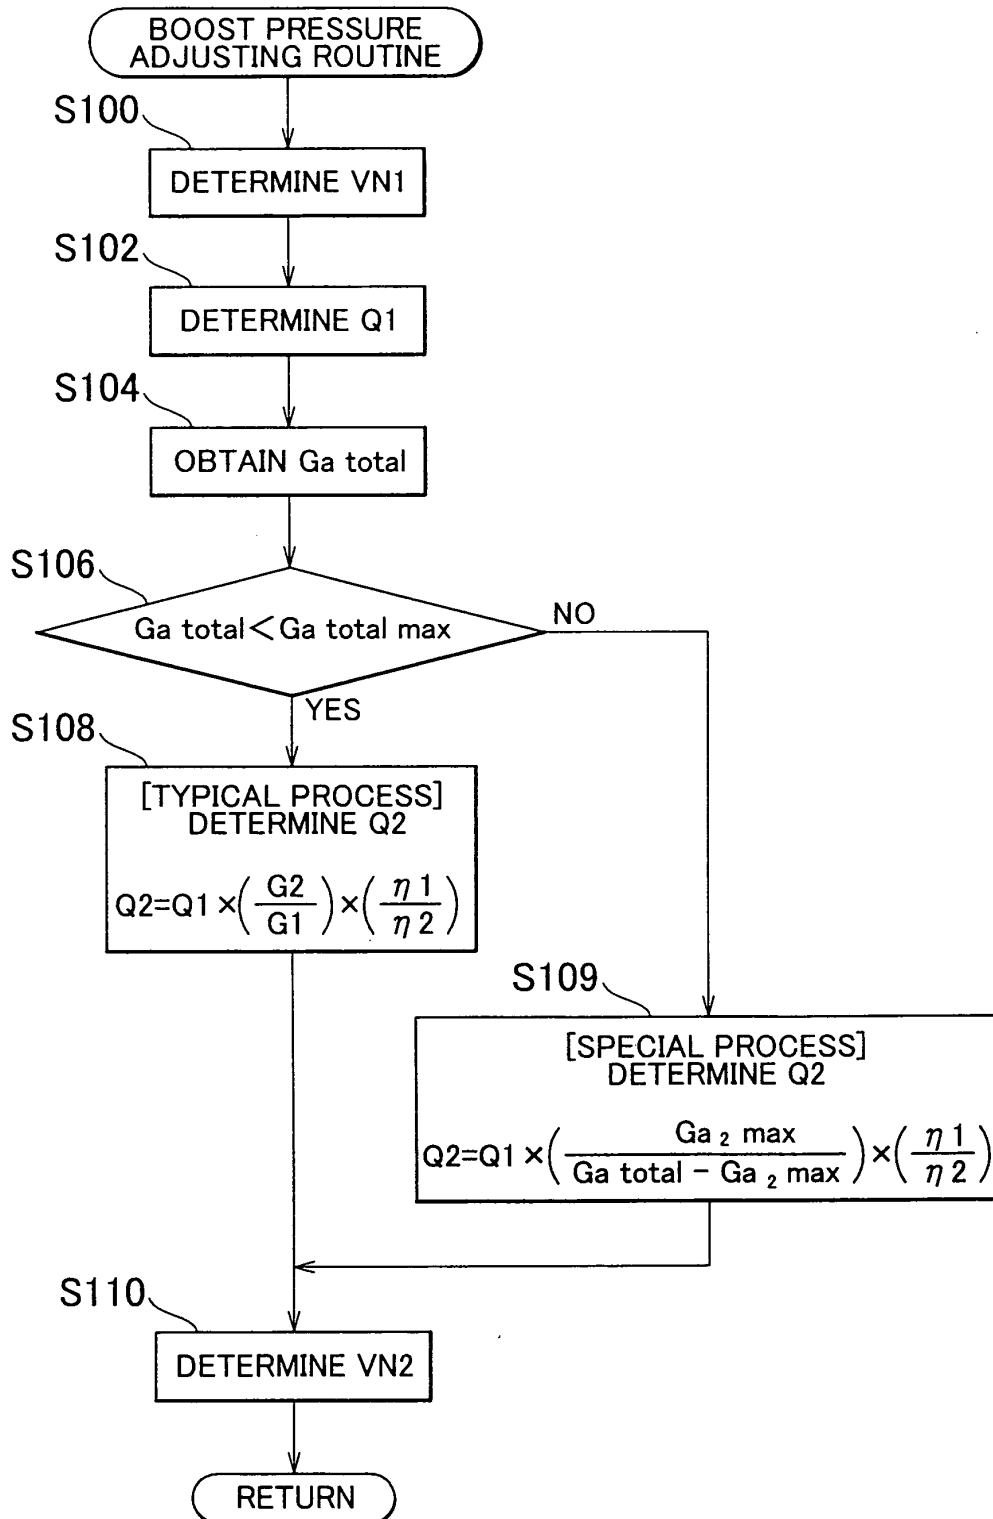 BOOST PRESSURE
ADJUSTING ROUTINE
S100
DETERMINE VN1
S102
DETERMINE Q1
S104
OBTAIN Ga total
S106
Ga total<Ga total max
NO
YES
S108
[TYPICAL PROCESS]
DETERMINE Q2
Q2=Q1×(G2/G1)×(η1/η2)
S109
[SPECIAL PROCESS]
DETERMINE Q2
Q2=Q1×(Ga₂ max/Ga total − Ga₂ max)×(η1/η2)
S110
DETERMINE VN2
RETURN